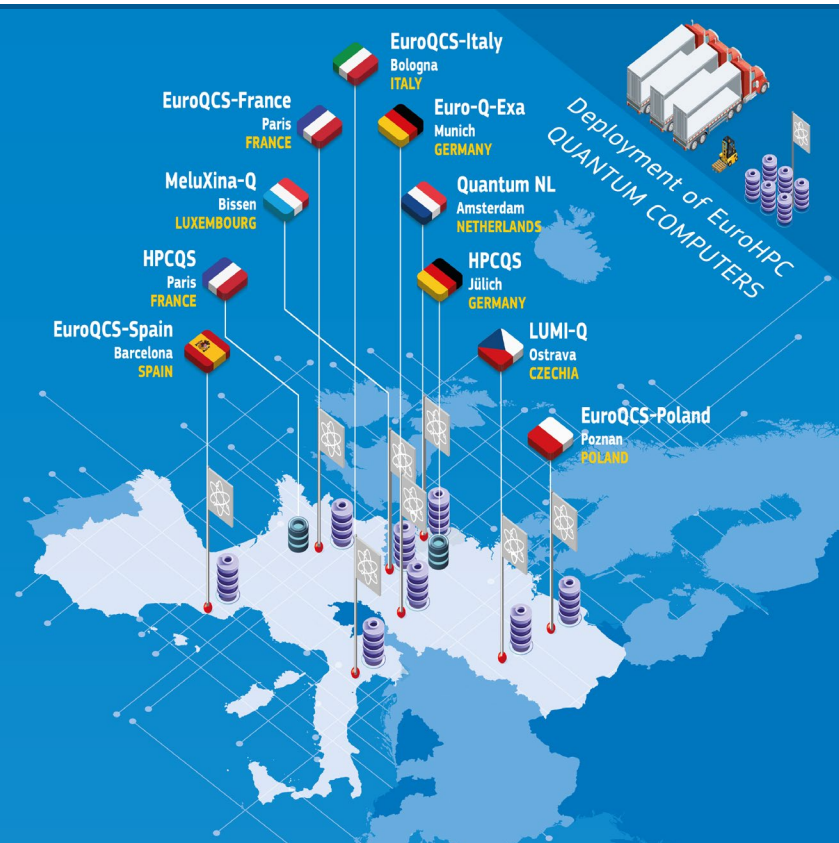 Deployment of EuroHPC
QUANTUM COMPUTERS
EuroQCS-Italy
Bologna
ITALY
EuroQCS-France
Paris
FRANCE
Euro-Q-Exa
Munich
GERMANY
MeluXina-Q
Bissen
LUXEMBOURG
Quantum NL
Amsterdam
NETHERLANDS
HPCQS
Paris
FRANCE
HPCQS
Jülich
GERMANY
EuroQCS-Spain
Barcelona
SPAIN
LUMI-Q
Ostrava
CZECHIA
EuroQCS-Poland
Poznan
POLAND